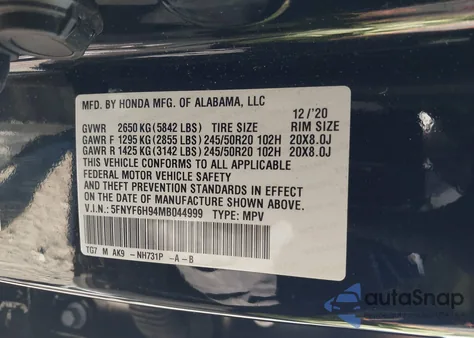 MFD. BY HONDA MFG. OF ALABAMA, LLC
12/'20
GVWR 2650 KG (5842 LBS) TIRE SIZE RIM SIZE
GAWR F 1295 KG (2855 LBS) 245/50R20 102H 20X8.0J
GAWR R 1425 KG (3142 LBS) 245/50R20 102H 20X8.0J
THIS VEHICLE CONFORMS TO ALL APPLICABLE
FEDERAL MOTOR VEHICLE SAFETY
AND THEFT PREVENTION STANDARDS IN EFFECT
ON THE DATE OF MANUFACTURE SHOWN ABOVE.
V.I.N.: 5FNYF6H94MB044999 TYPE: MPV
TG7 M AK9 -NH731P -A-B
autoSnap